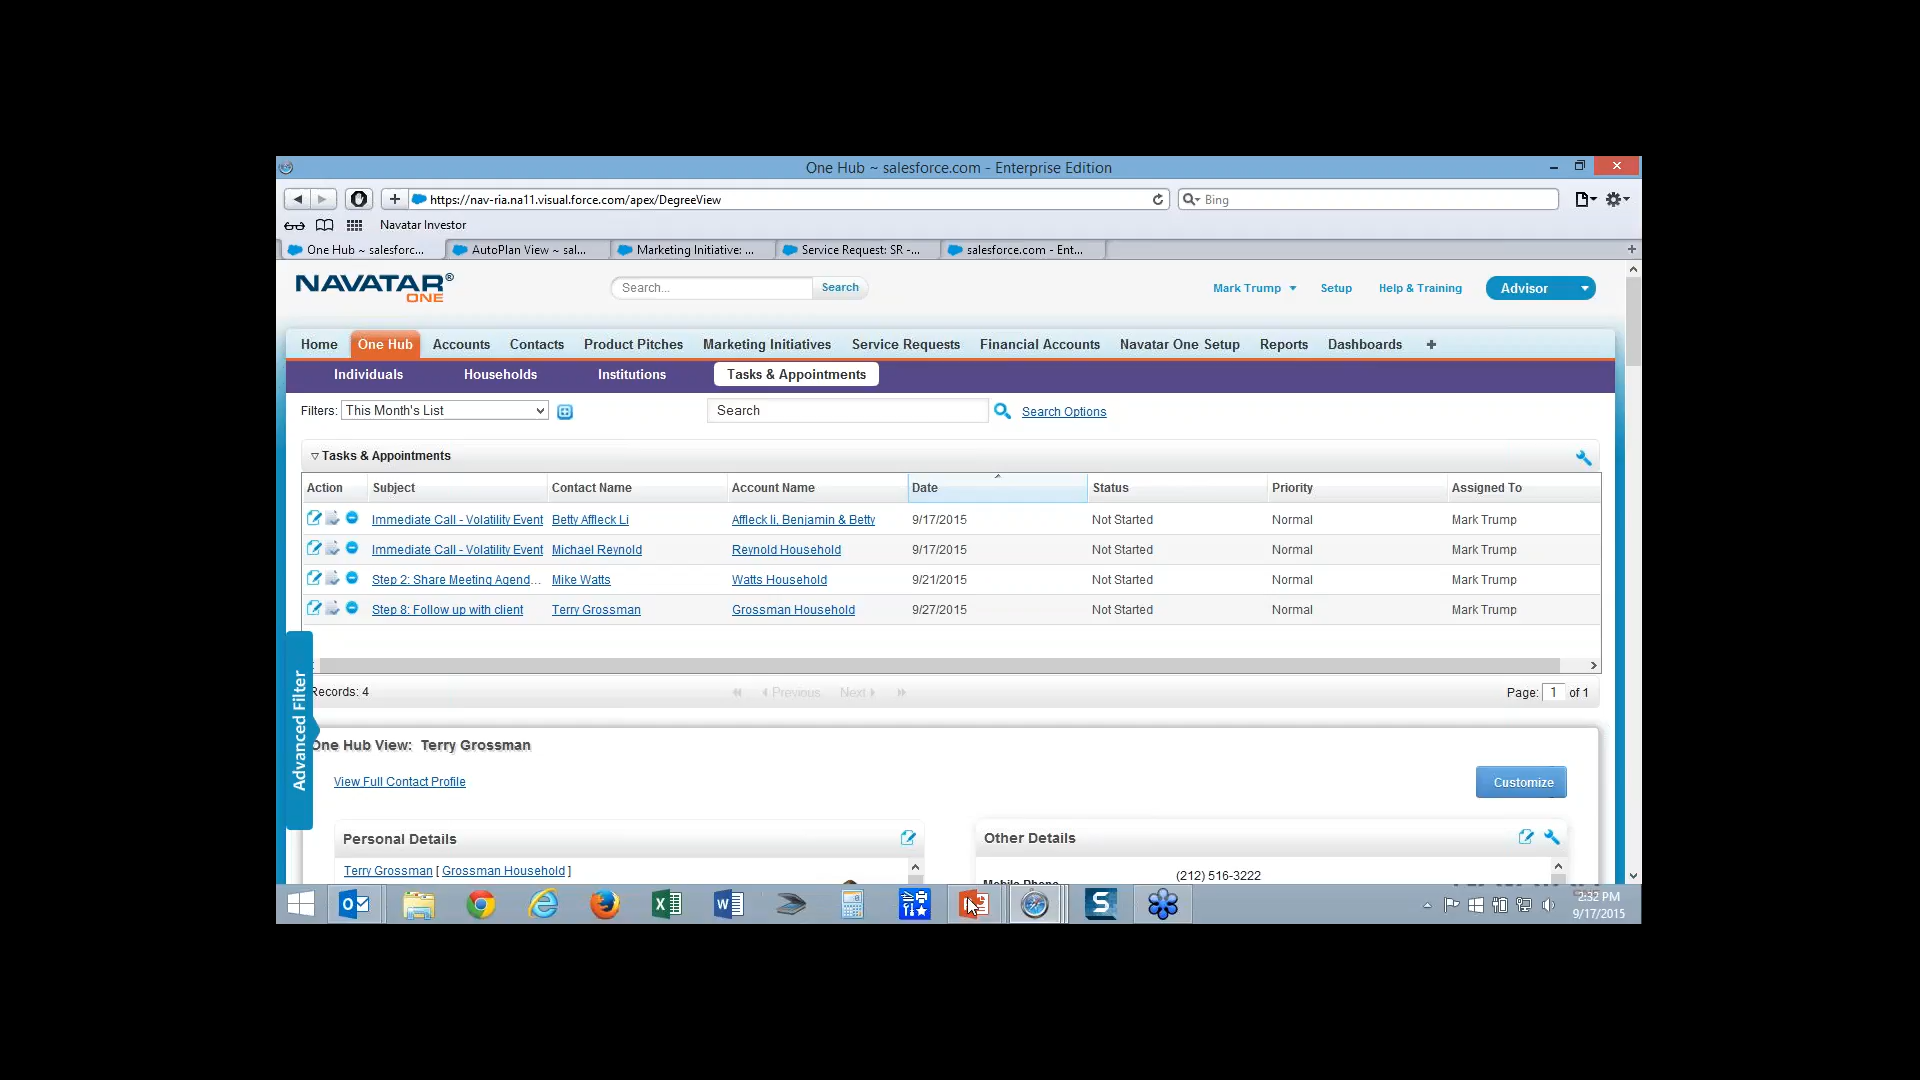 One Hub ~ salesforce.com - Enterprise Edition
https://nav-ria.na11.visual.force.com/apex/DegreeView
Bing
Navatar Investor
One Hub ~ salesforc... AutoPlan View ~ sal... Marketing Initiative: ... Service Request: SR -... salesforce.com - Ent...
NAVATAR® ONE
Search... Search Mark Trump Setup Help & Training Advisor
Home One Hub Accounts Contacts Product Pitches Marketing Initiatives Service Requests Financial Accounts Navatar One Setup Reports Dashboards +
Individuals Households Institutions Tasks & Appointments
Filters: This Month's List Search Search Options
Tasks & Appointments
Action Subject Contact Name Account Name Date Status Priority Assigned To
Immediate Call - Volatility Event Betty Affleck Li Affleck li, Benjamin & Betty 9/17/2015 Not Started Normal Mark Trump
Immediate Call - Volatility Event Michael Reynold Reynold Household 9/17/2015 Not Started Normal Mark Trump
Step 2: Share Meeting Agend... Mike Watts Watts Household 9/21/2015 Not Started Normal Mark Trump
Step 8: Follow up with client Terry Grossman Grossman Household 9/27/2015 Not Started Normal Mark Trump
Advanced Filter
Records: 4 Previous Next Page: 1 of 1
One Hub View: Terry Grossman
View Full Contact Profile Customize
Personal Details Other Details
Terry Grossman [ Grossman Household ]
Mobile Phone (212) 516-3222
2:32 PM
9/17/2015